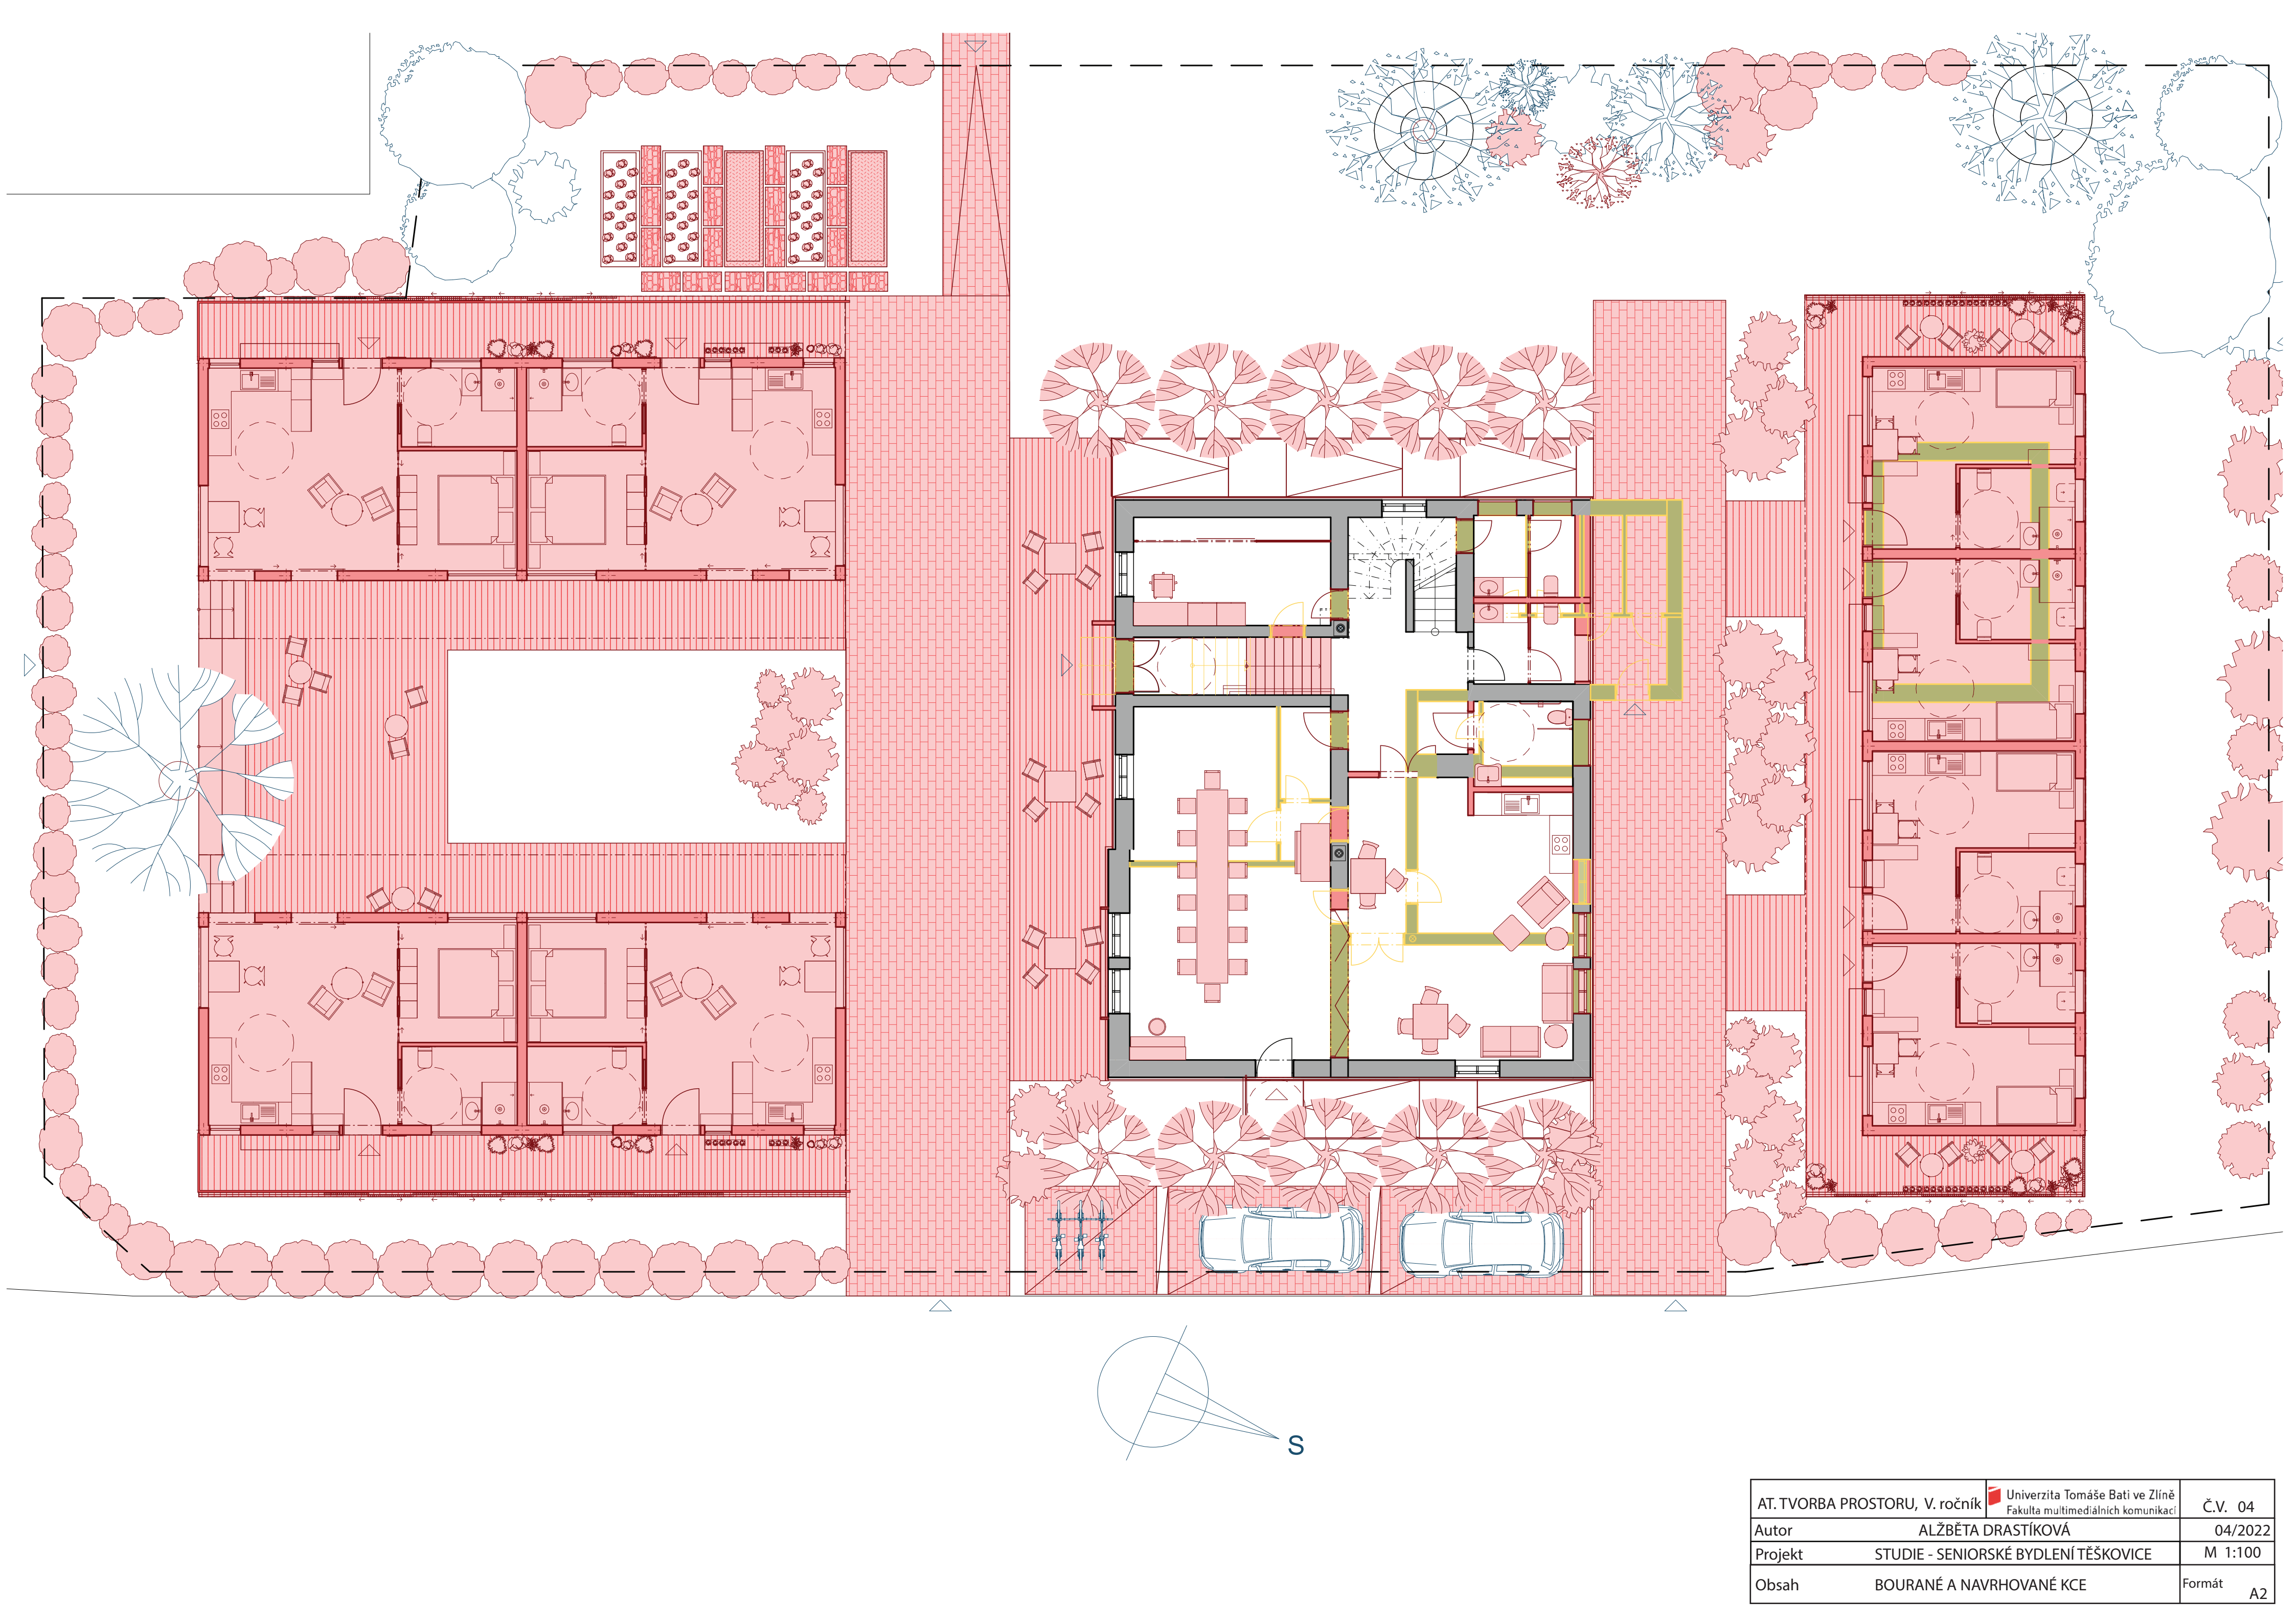 S
AT. TVORBA PROSTORU, V. ročník
Univerzita Tomáše Bati ve Zlíně
Fakulta multimediálních komunikací
Č.V. 04
Autor ALŽBĚTA DRASTÍKOVÁ 04/2022
Projekt STUDIE - SENIORSKÉ BYDLENÍ TĚŠKOVICE M 1:100
Obsah BOURANÉ A NAVRHOVANÉ KCE Formát A2